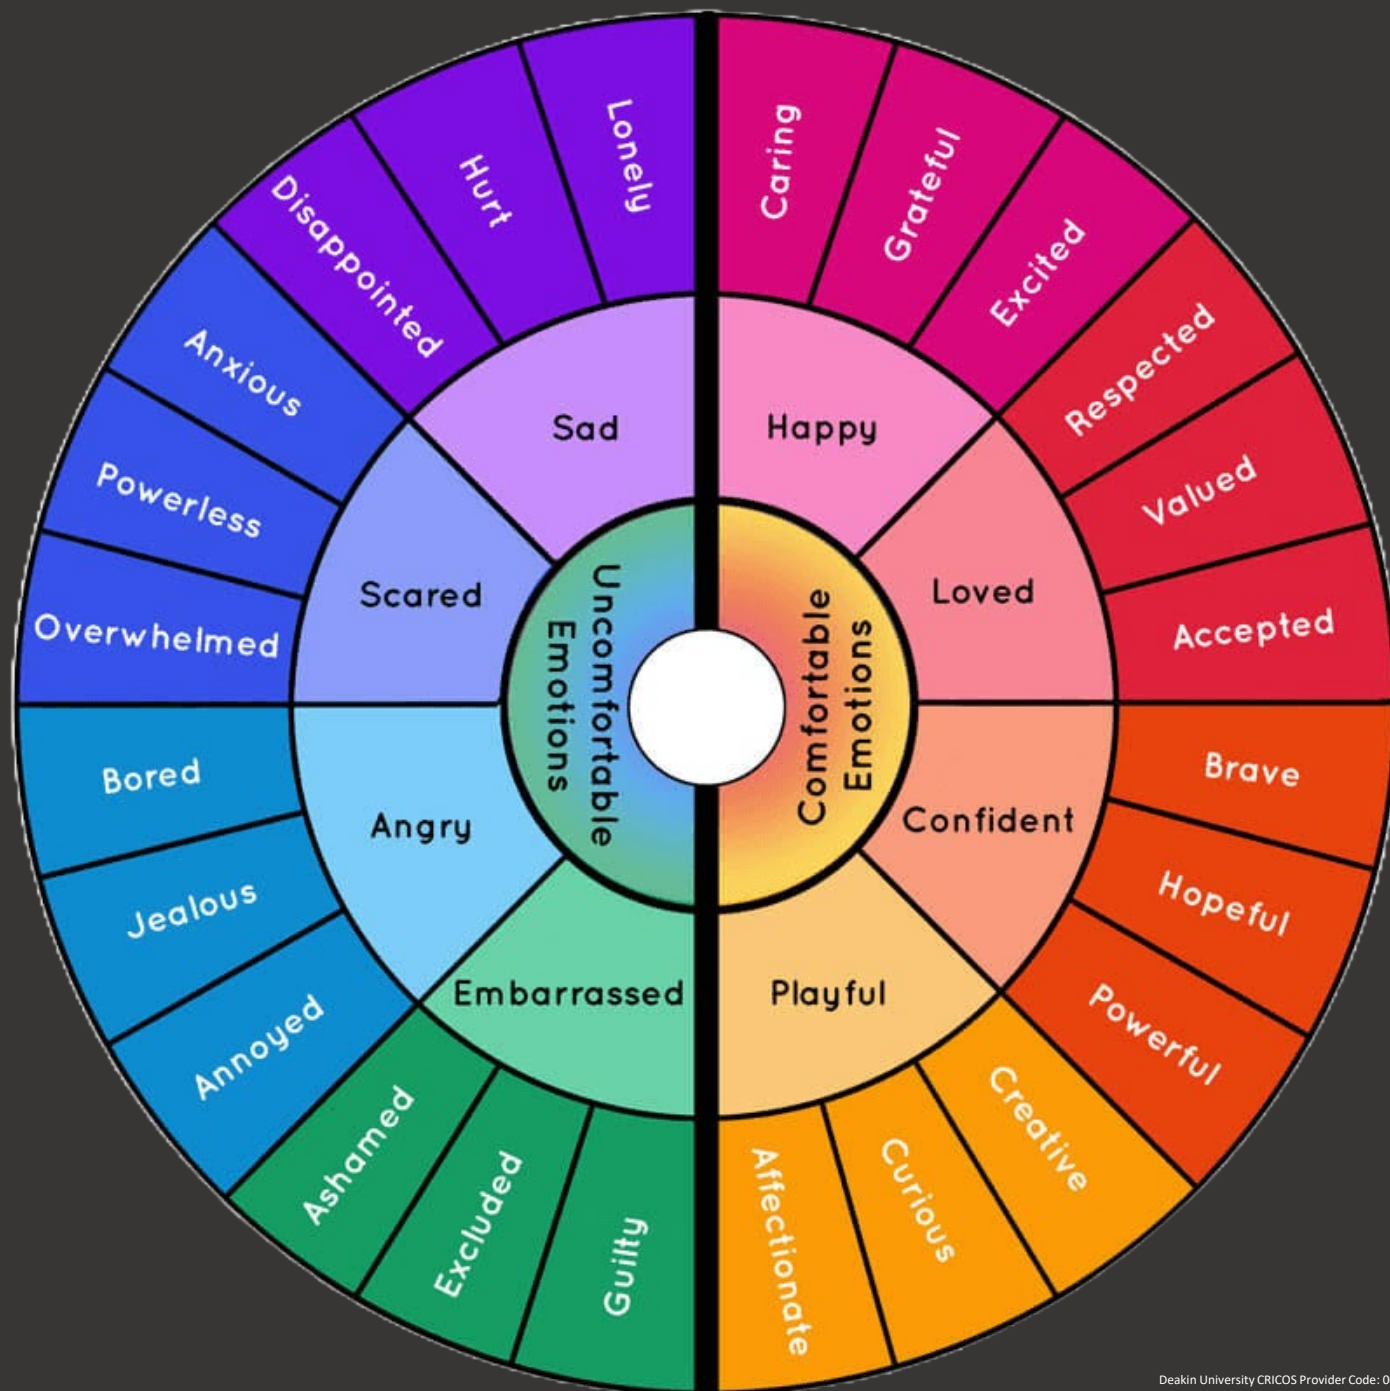 Lonely
Hurt
Disappointed
Anxious
Powerless
Overwhelmed
Bored
Jealous
Annoyed
Ashamed
Excluded
Guilty
Sad
Scared
Angry
Embarrassed
Uncomfortable
Emotions
Comfortable
Emotions
Happy
Loved
Confident
Playful
Caring
Grateful
Excited
Respected
Valued
Accepted
Brave
Hopeful
Powerful
Creative
Curious
Affectionate
Deakin University CRICOS Provider Code: 0